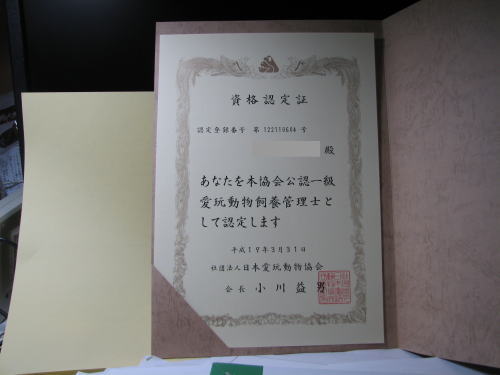 資格認定証
認定登録番号 第 122110604 号
殿
あなたを本協会公認一級
愛玩動物飼養管理士と
して認定します
平成19年3月31日
社団法人日本愛玩動物協会
会長 小川益男